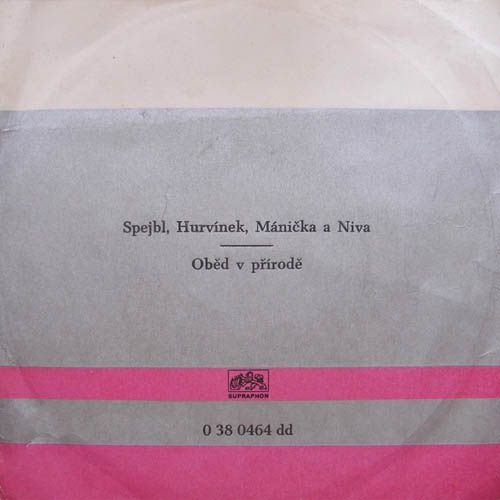 Spejbl, Hurvínek, Mánička a Niva
Oběd v přírodě
SUPRAPHON
0 38 0464 dd